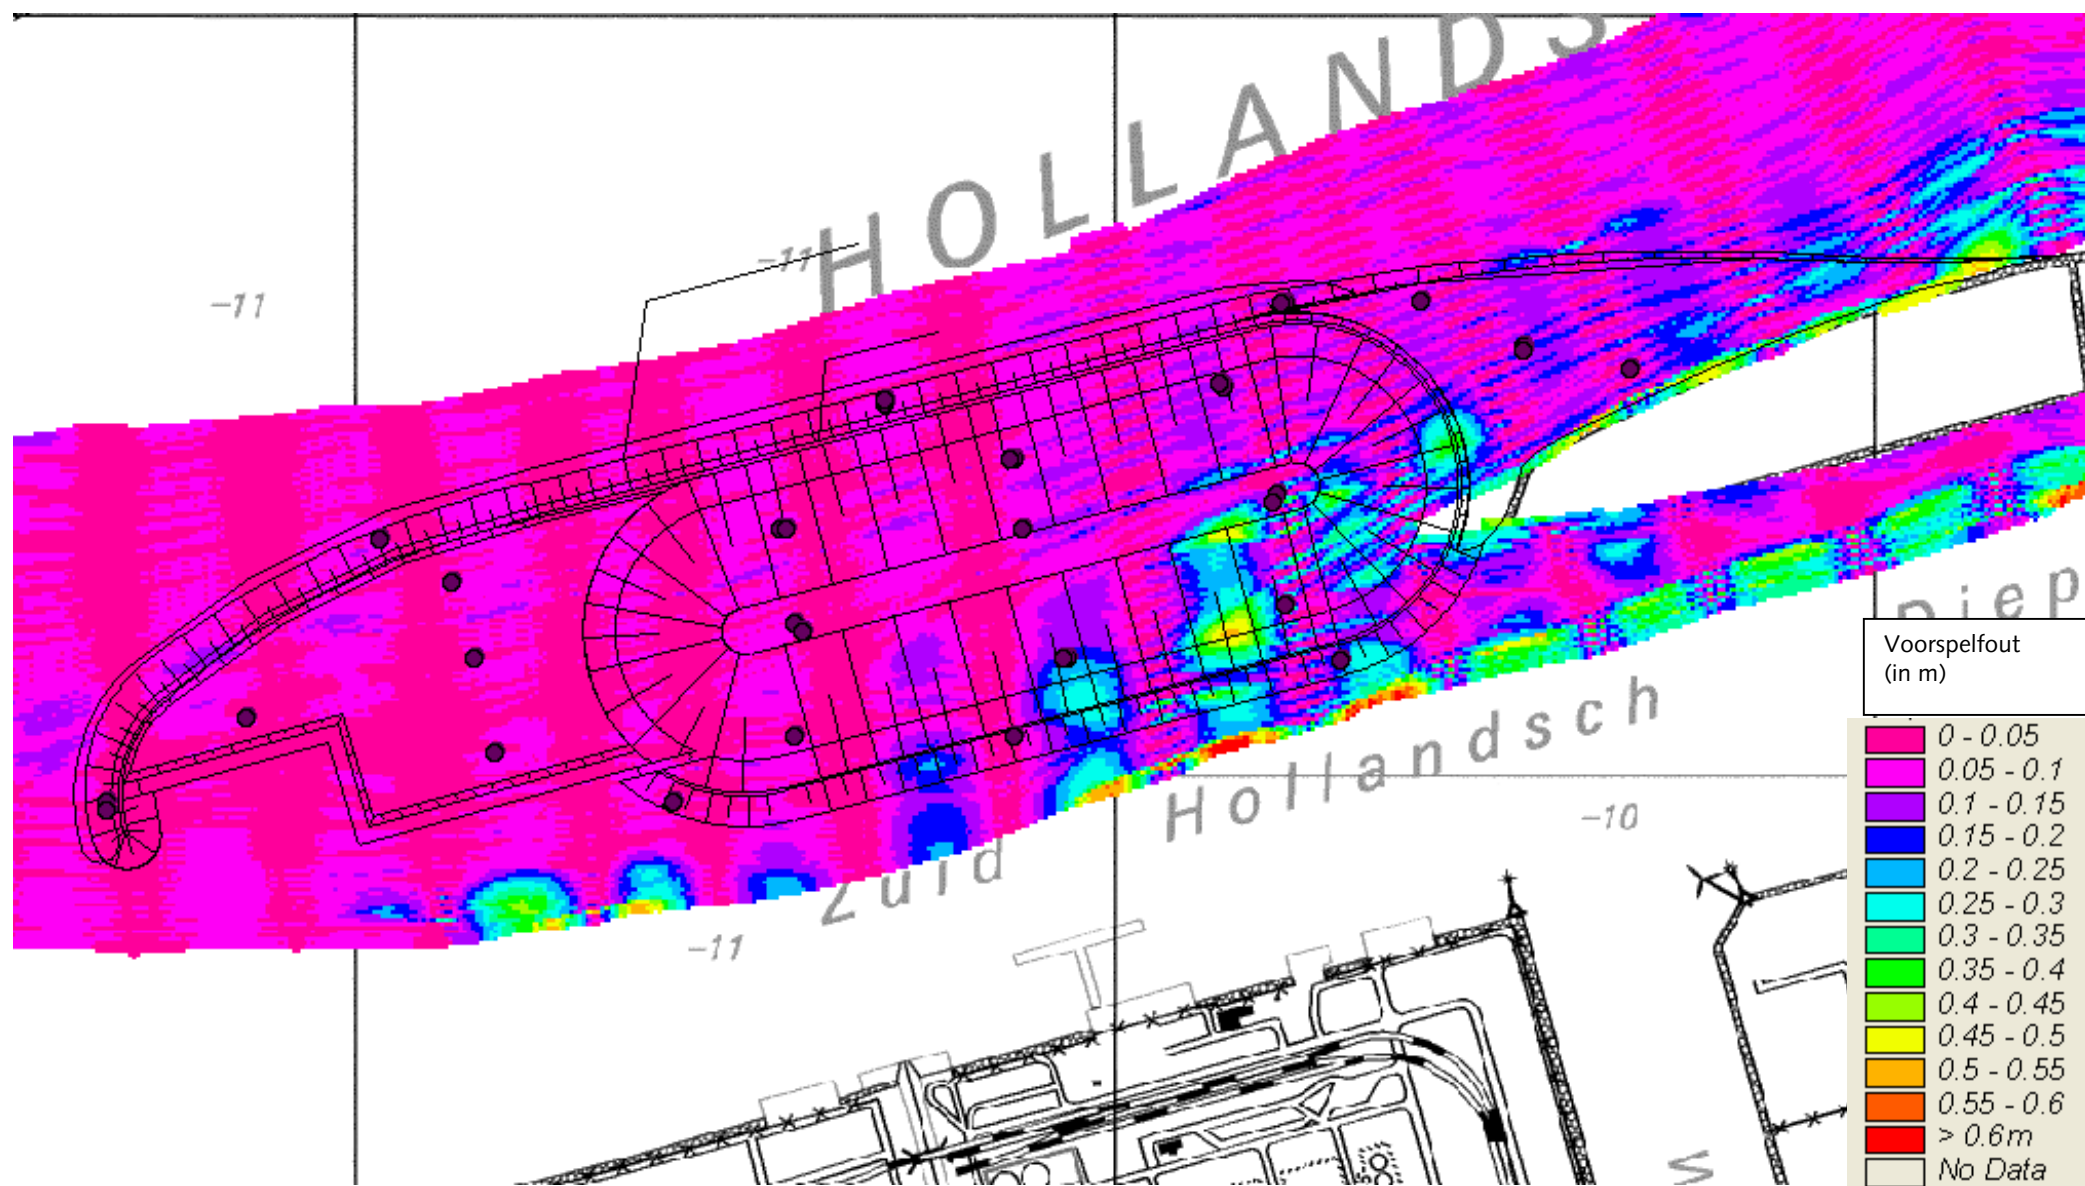 HOLLANDS
-11
-11
Diep
Zuid Hollandsch
-10
-11
Voorspelfout
(in m)
0 - 0.05
0.05 - 0.1
0.1 - 0.15
0.15 - 0.2
0.2 - 0.25
0.25 - 0.3
0.3 - 0.35
0.35 - 0.4
0.4 - 0.45
0.45 - 0.5
0.5 - 0.55
0.55 - 0.6
> 0.6m
No Data